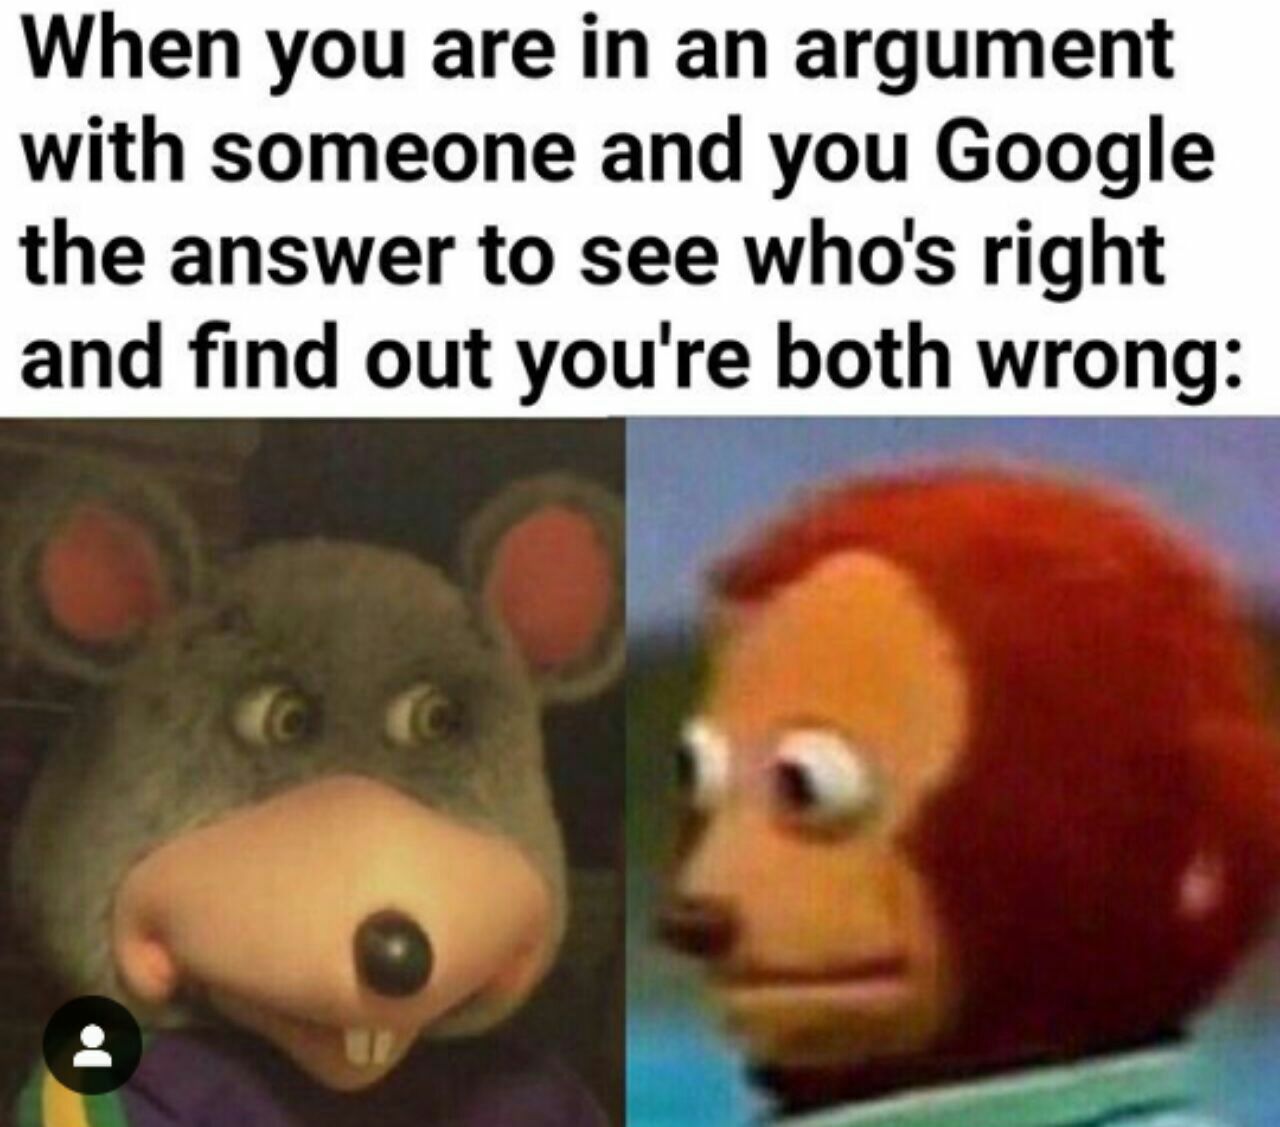 When you are in an argument
with someone and you Google
the answer to see who's right
and find out you're both wrong: